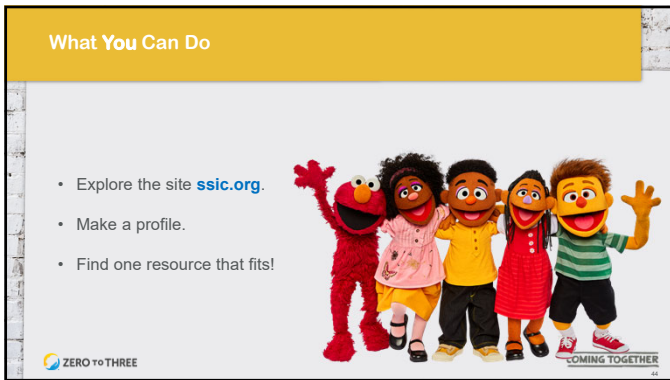 What You Can Do
• Explore the site ssic.org.
• Make a profile.
• Find one resource that fits!
ZERO TO THREE
COMING TOGETHER
44